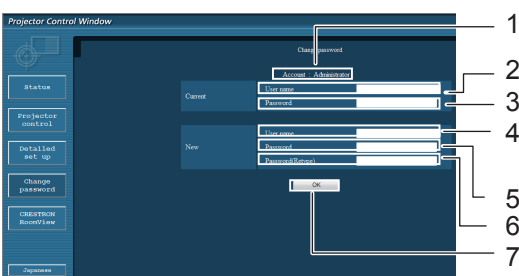 Projector Control Window
Change password
Account : Administrator
Current
User name
Password
New
User name
Password
Password(Retype)
OK
Status
Projector
control
Detailed
set up
Change
password
CRESTRON
RoomView
Japanese
1
2
3
4
5
6
7